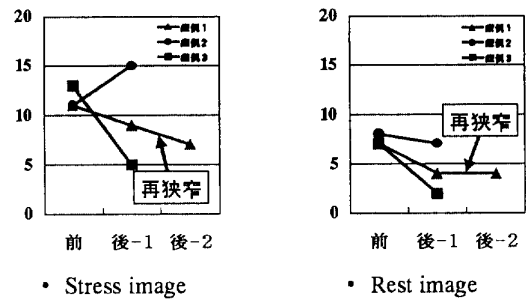 20
15
10
5
0
症例1
症例2
症例3
再狭窄
前 後-1 後-2
・ Stress image
20
15
10
5
0
症例1
症例2
症例3
再狭窄
前 後-1 後-2
・ Rest image